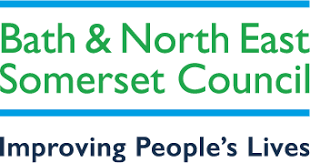 Bath & North East
Somerset Council
Improving People's Lives